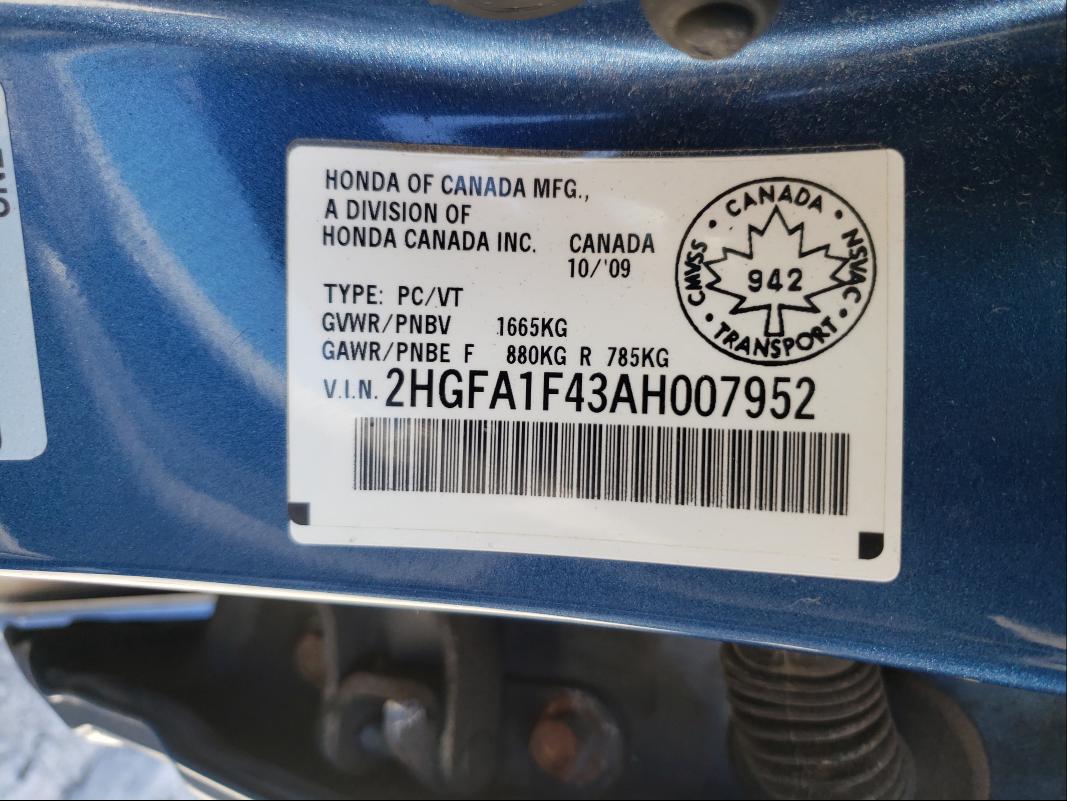 HONDA OF CANADA MFG.,
A DIVISION OF
HONDA CANADA INC. CANADA
10/'09
TYPE: PC/VT
GVWR/PNBV 1665KG
GAWR/PNBE F 880KG R 785KG
V.I.N. 2HGFA1F43AH007952
• CANADA •
CMVSS
NSVAC
942
• TRANSPORT •